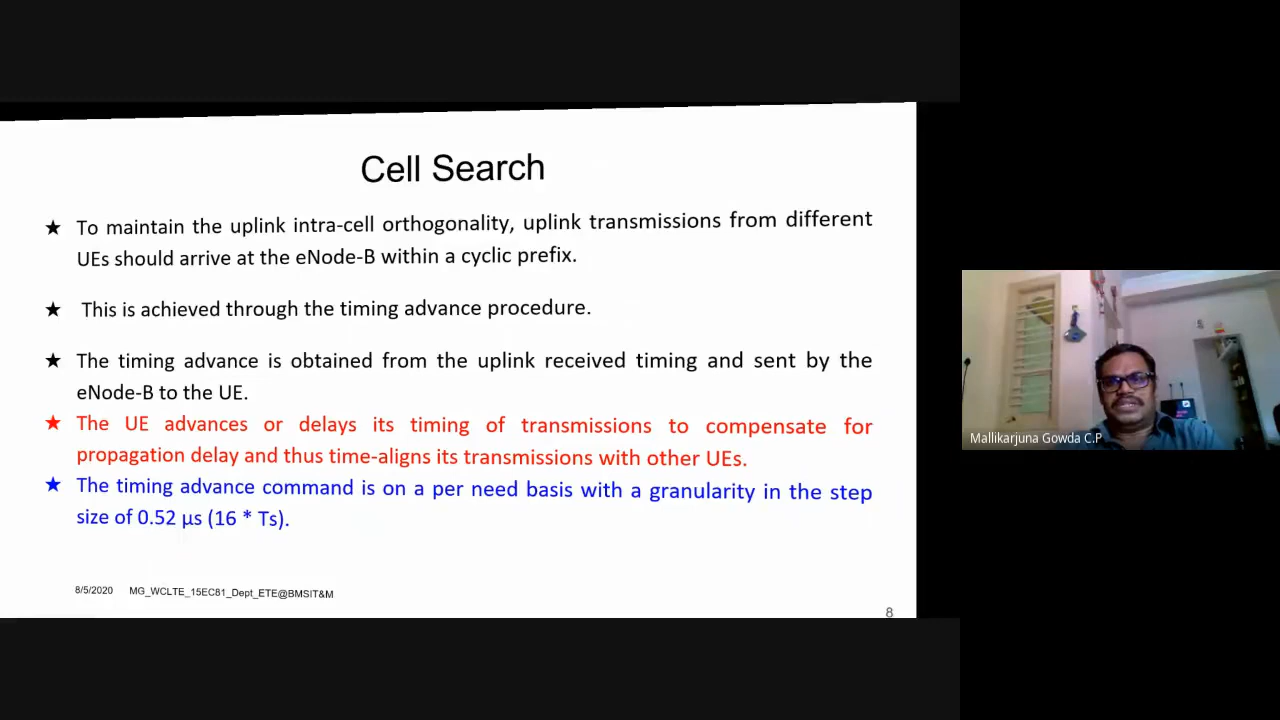 Cell Search
★ To maintain the uplink intra-cell orthogonality, uplink transmissions from different
UEs should arrive at the eNode-B within a cyclic prefix.
★ This is achieved through the timing advance procedure.
★ The timing advance is obtained from the uplink received timing and sent by the
eNode-B to the UE.
★ The UE advances or delays its timing of transmissions to compensate for
propagation delay and thus time-aligns its transmissions with other UEs.
★ The timing advance command is on a per need basis with a granularity in the step
size of 0.52 µs (16 * Ts).
8/5/2020 MG_WCLTE_15EC81_Dept_ETE@BMSIT&M
8
Mallikarjuna Gowda C.P